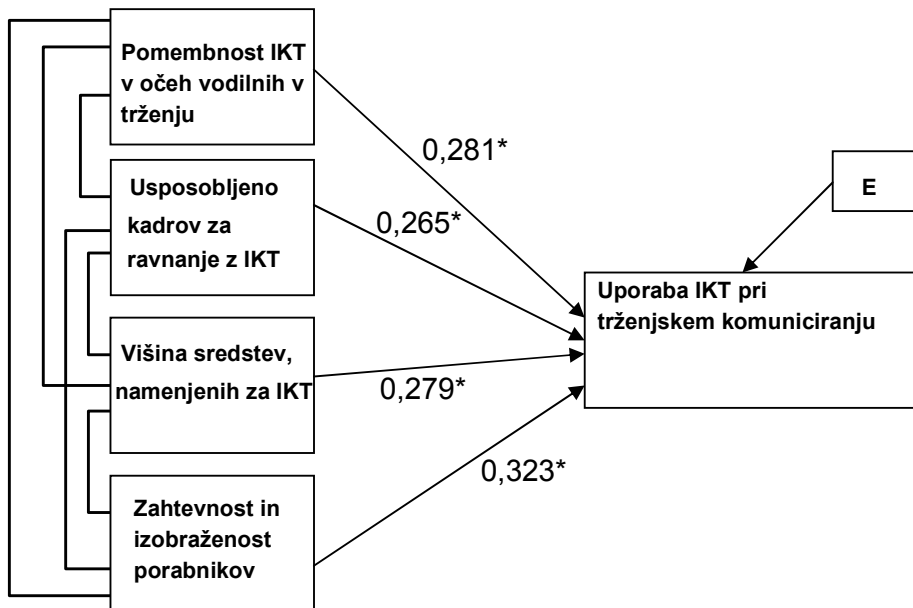 Pomembnost IKT
v očeh vodilnih v
trženju
0,281*
Usposobljeno
kadrov za
ravnanje z IKT
0,265*
E
Uporaba IKT pri
trženjskem komuniciranju
Višina sredstev,
namenjenih za IKT
0,279*
0,323*
Zahtevnost in
izobraženost
porabnikov